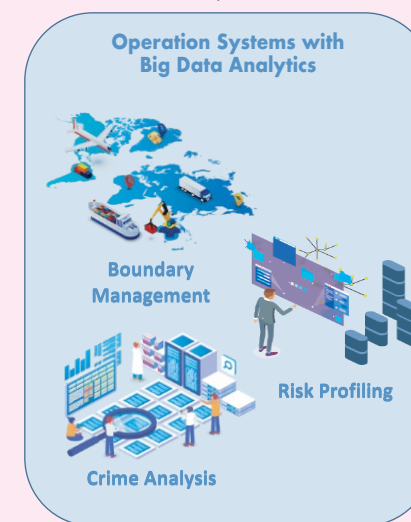 Operation Systems with
Big Data Analytics
Boundary
Management
Risk Profiling
Crime Analysis